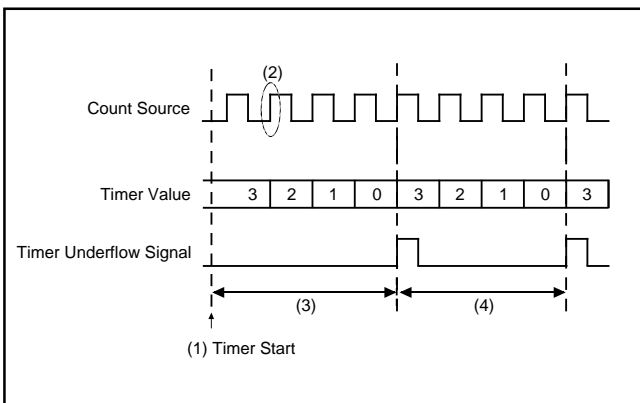 (2)
Count Source
Timer Value 3 2 1 0 3 2 1 0 3
Timer Underflow Signal
(3) (4)
(1) Timer Start